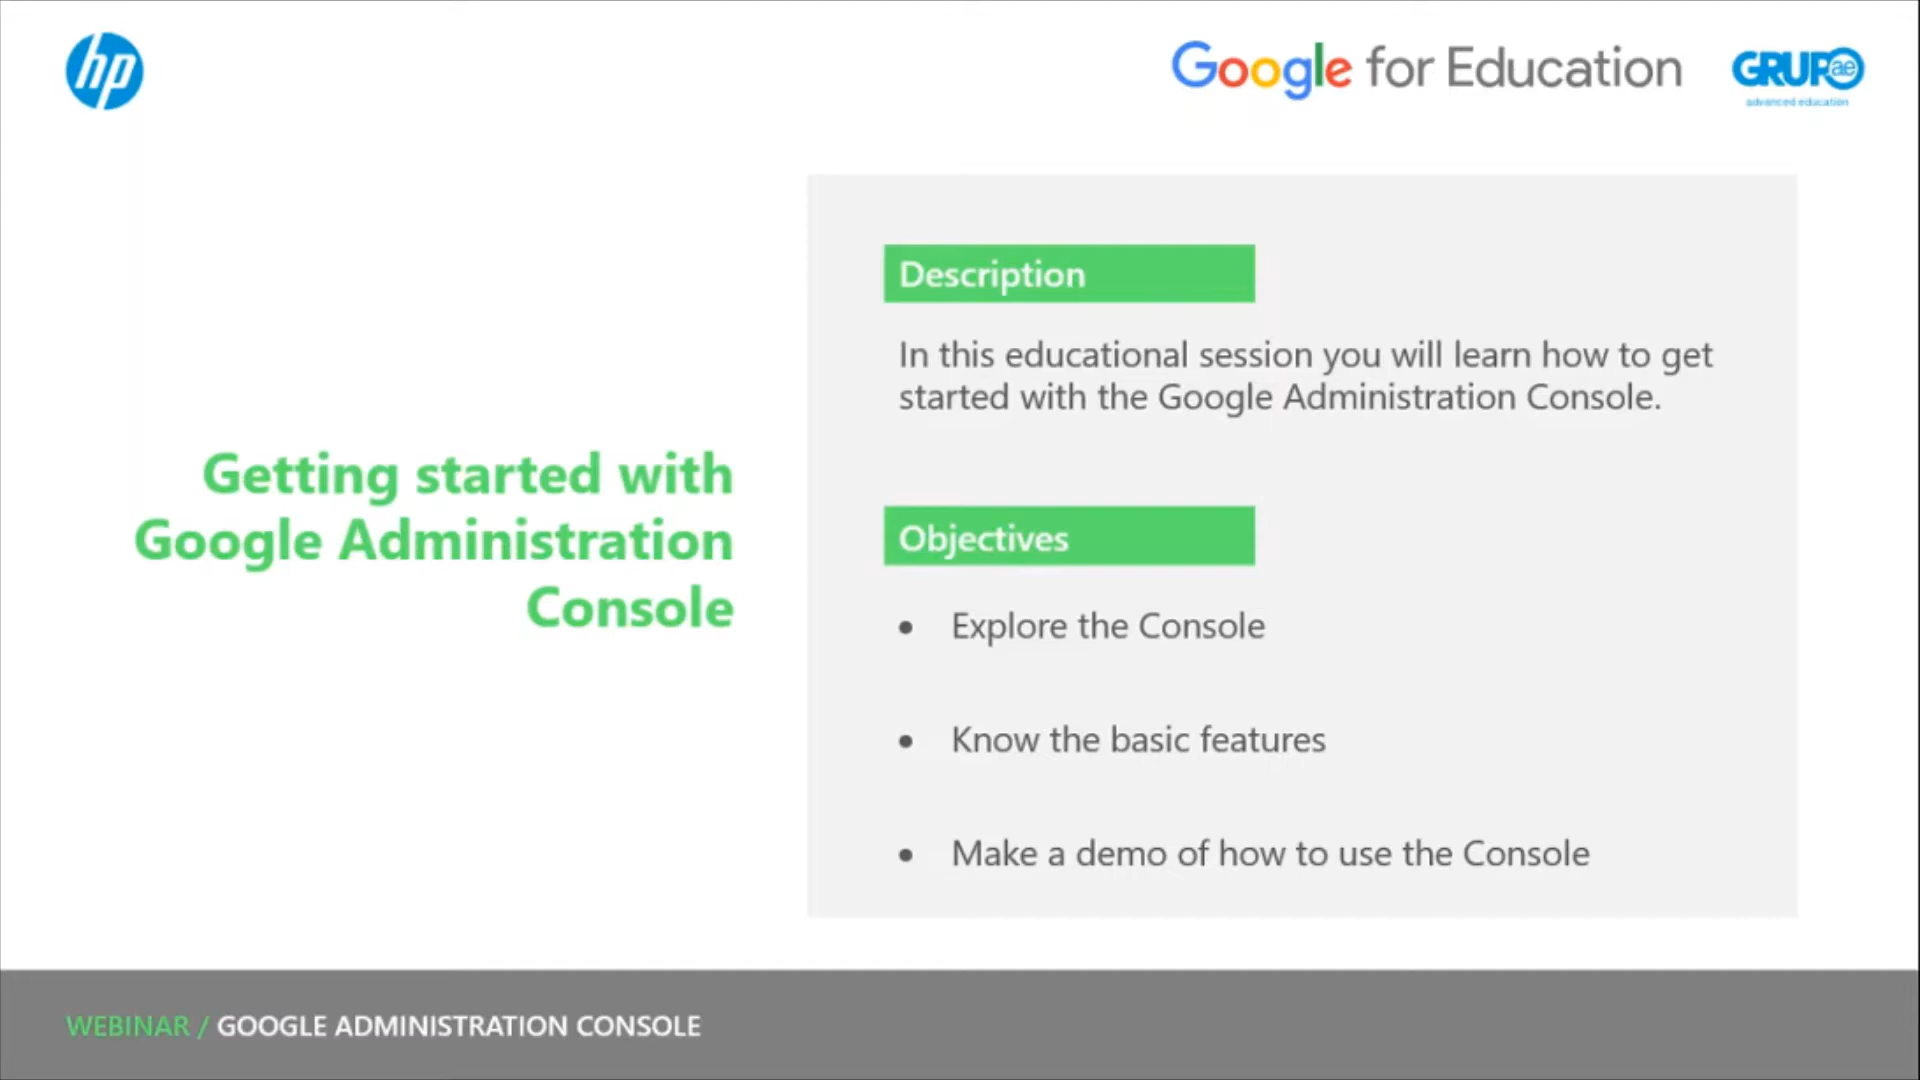 hp
Google for Education
GRUPO ae
advanced education
Getting started with
Google Administration
Console
Description
In this educational session you will learn how to get
started with the Google Administration Console.
Objectives
• Explore the Console
• Know the basic features
• Make a demo of how to use the Console
WEBINAR / GOOGLE ADMINISTRATION CONSOLE